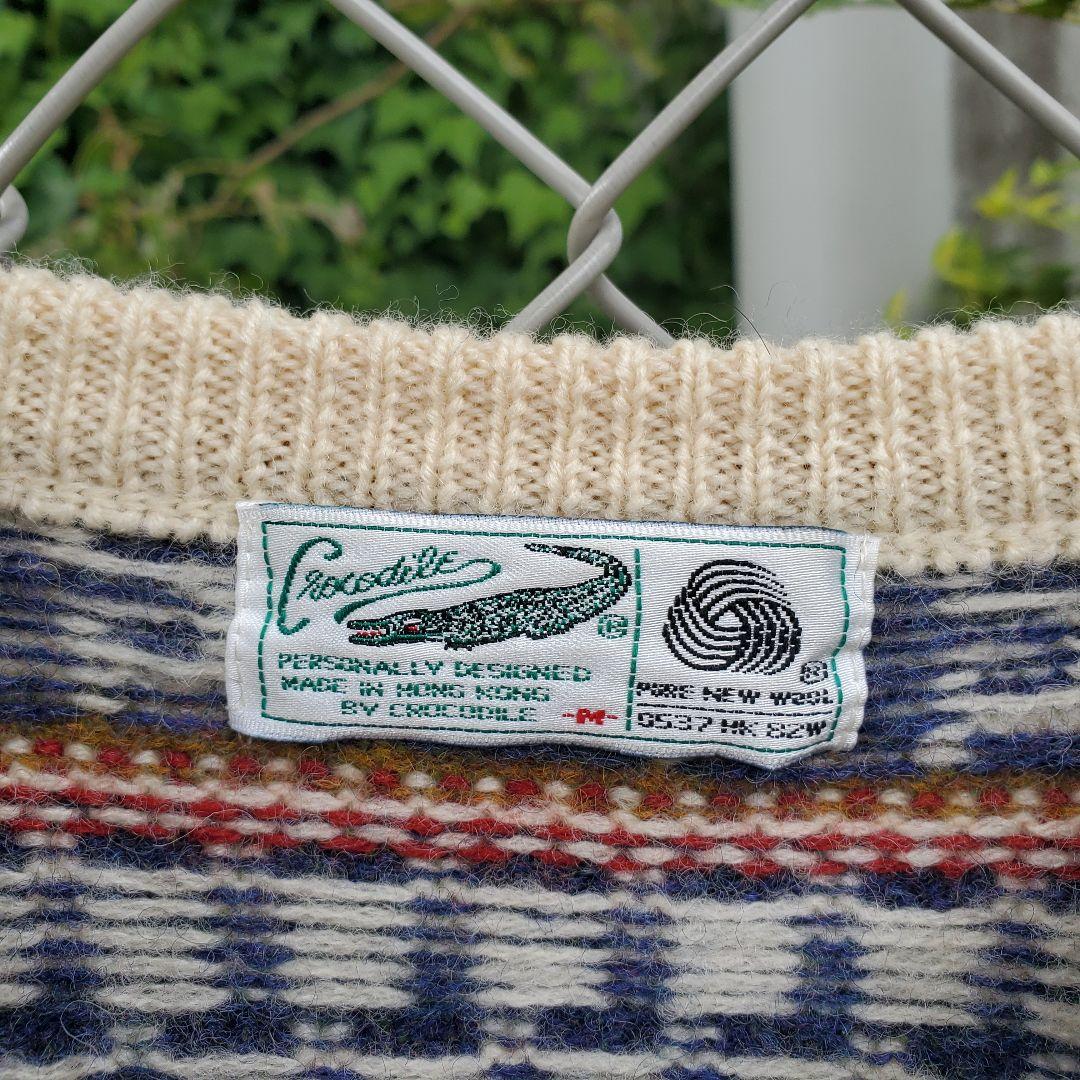 Crocodile
®
PERSONALLY DESIGNED
MADE IN HONG KONG
BY CROCODILE
-M-
®
PURE NEW WOOL
0537 HK 82W